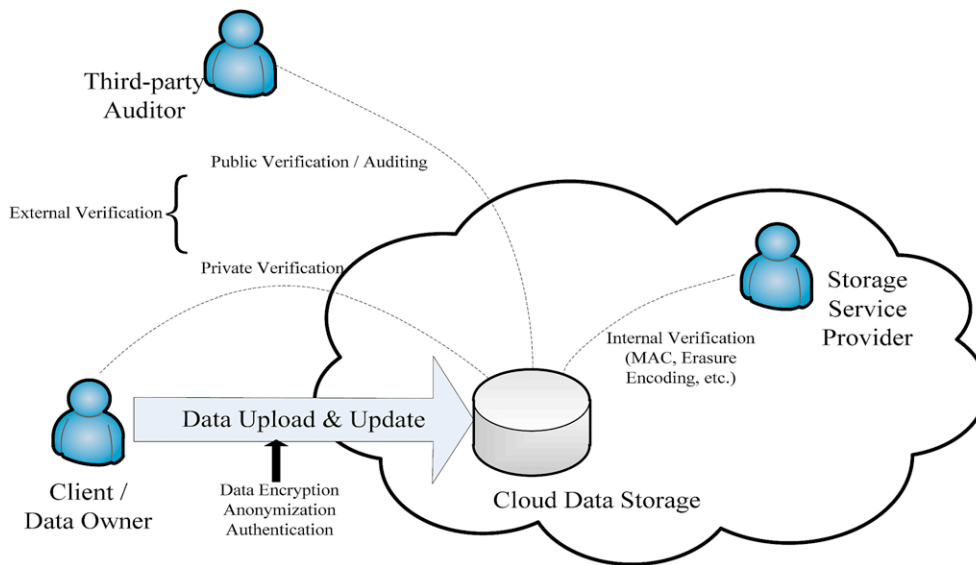 Third-party
Auditor
Public Verification / Auditing
External Verification
Private Verification
Storage
Service
Provider
Internal Verification
(MAC, Erasure
Encoding, etc.)
Data Upload & Update
Client /
Data Owner
Data Encryption
Anonymization
Authentication
Cloud Data Storage